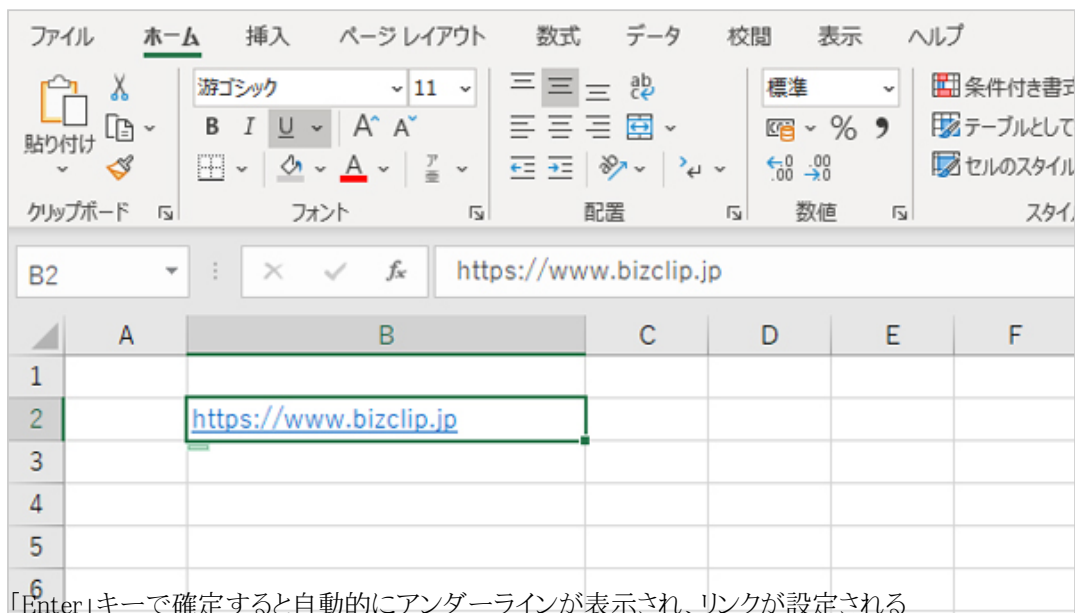 ファイル ホーム 挿入 ページ レイアウト 数式 データ 校閲 表示 ヘルプ
游ゴシック 11 ab 標準 条件付き書式
貼り付け B I U A A % テーブルとして
A ア 亜 .00 .00 セルのスタイル
クリップボード フォント 配置 数値 スタイ
B2 fx https://www.bizclip.jp
A B C D E F
1
2 https://www.bizclip.jp
3
4
5
6
「Enter」キーで確定すると自動的にアンダーラインが表示され、リンクが設定される